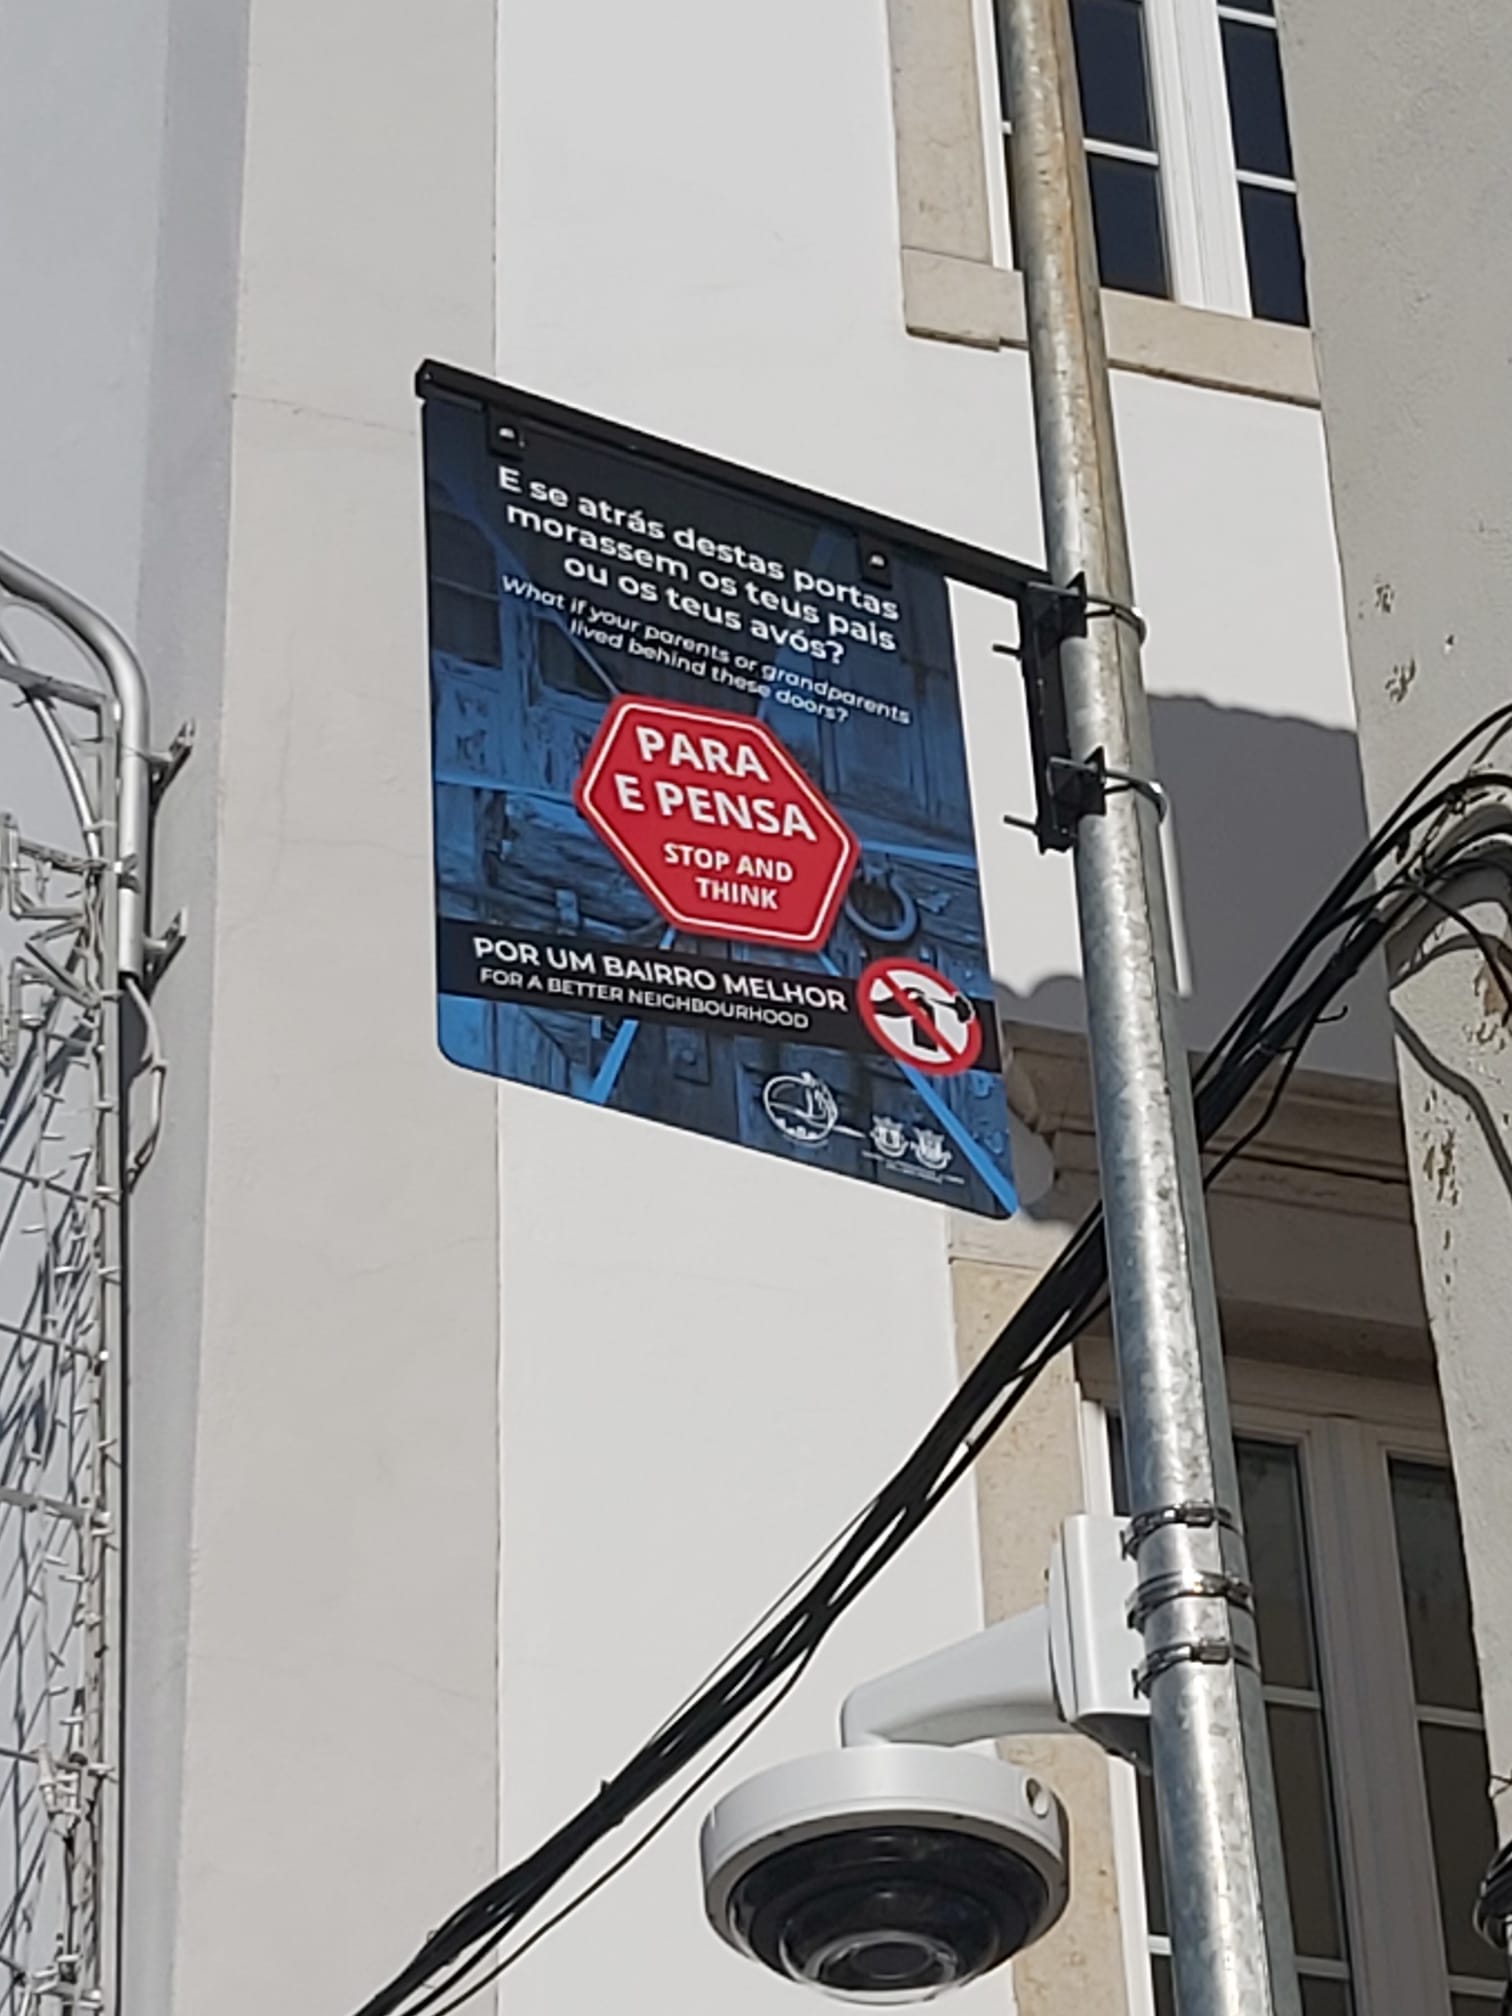 E se atrás destas portas
morassem os teus pais
ou os teus avós?
What if your parents or grandparents
lived behind these doors?
PARA
E PENSA
STOP AND
THINK
POR UM BAIRRO MELHOR
FOR A BETTER NEIGHBOURHOOD